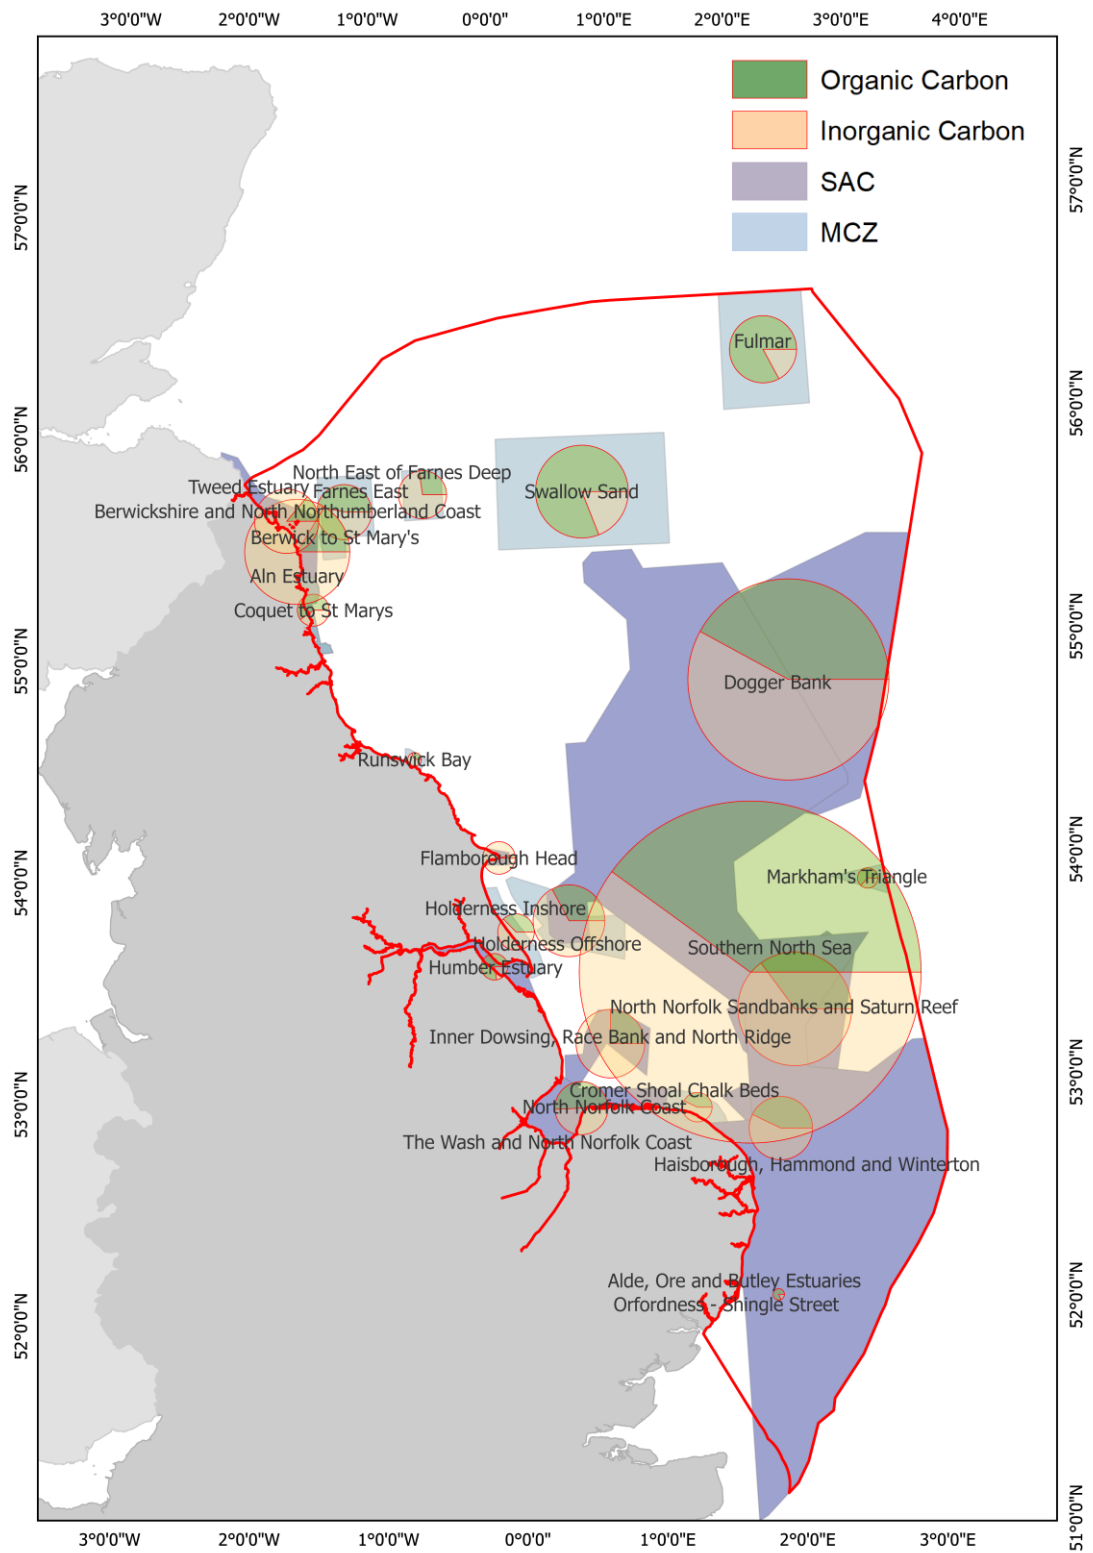 3°0'0"W 2°0'0"W 1°0'0"W 0°0'0" 1°0'0"E 2°0'0"E 3°0'0"E 4°0'0"E
Organic Carbon
Inorganic Carbon
SAC
MCZ
57°0'0"N
57°0'0"N
Fulmar
56°0'0"N
56°0'0"N
North East of Farnes Deep
Tweed Estuary
Farnes East
Swallow Sand
Berwickshire and North Northumberland Coast
Berwick to St Mary's
Aln Estuary
Coquet to St Marys
55°0'0"N
55°0'0"N
Dogger Bank
Runswick Bay
Flamborough Head
54°0'0"N
54°0'0"N
Markham's Triangle
Holderness Inshore
Holderness Offshore
Southern North Sea
Humber Estuary
North Norfolk Sandbanks and Saturn Reef
Inner Dowsing, Race Bank and North Ridge
53°0'0"N
53°0'0"N
Cromer Shoal Chalk Beds
North Norfolk Coast
The Wash and North Norfolk Coast
Haisborough, Hammond and Winterton
Alde, Ore and Butley Estuaries
Orfordness - Shingle Street
52°0'0"N
52°0'0"N
51°0'0"N
3°0'0"W 2°0'0"W 1°0'0"W 0°0'0" 1°0'0"E 2°0'0"E 3°0'0"E